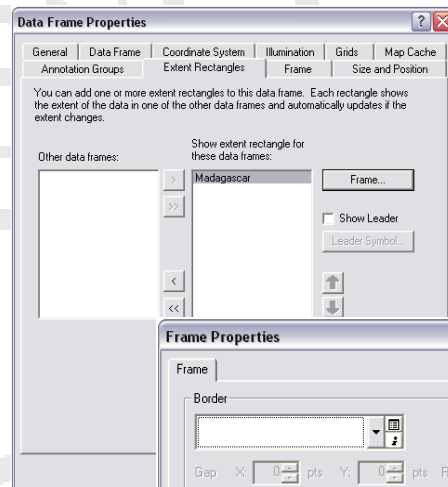 Data Frame Properties
General Data Frame Coordinate System Illumination Grids Map Cache
Annotation Groups Extent Rectangles Frame Size and Position
You can add one or more extent rectangles to this data frame. Each rectangle shows
the extent of the data in one of the other data frames and automatically updates if the
extent changes.
Other data frames:
Show extent rectangle for
these data frames:
Madagascar
>
>>
<
<<
Frame...
Show Leader
Leader Symbol...
Frame Properties
Frame
Border
Gap X: 0 pts Y: 0 pts R